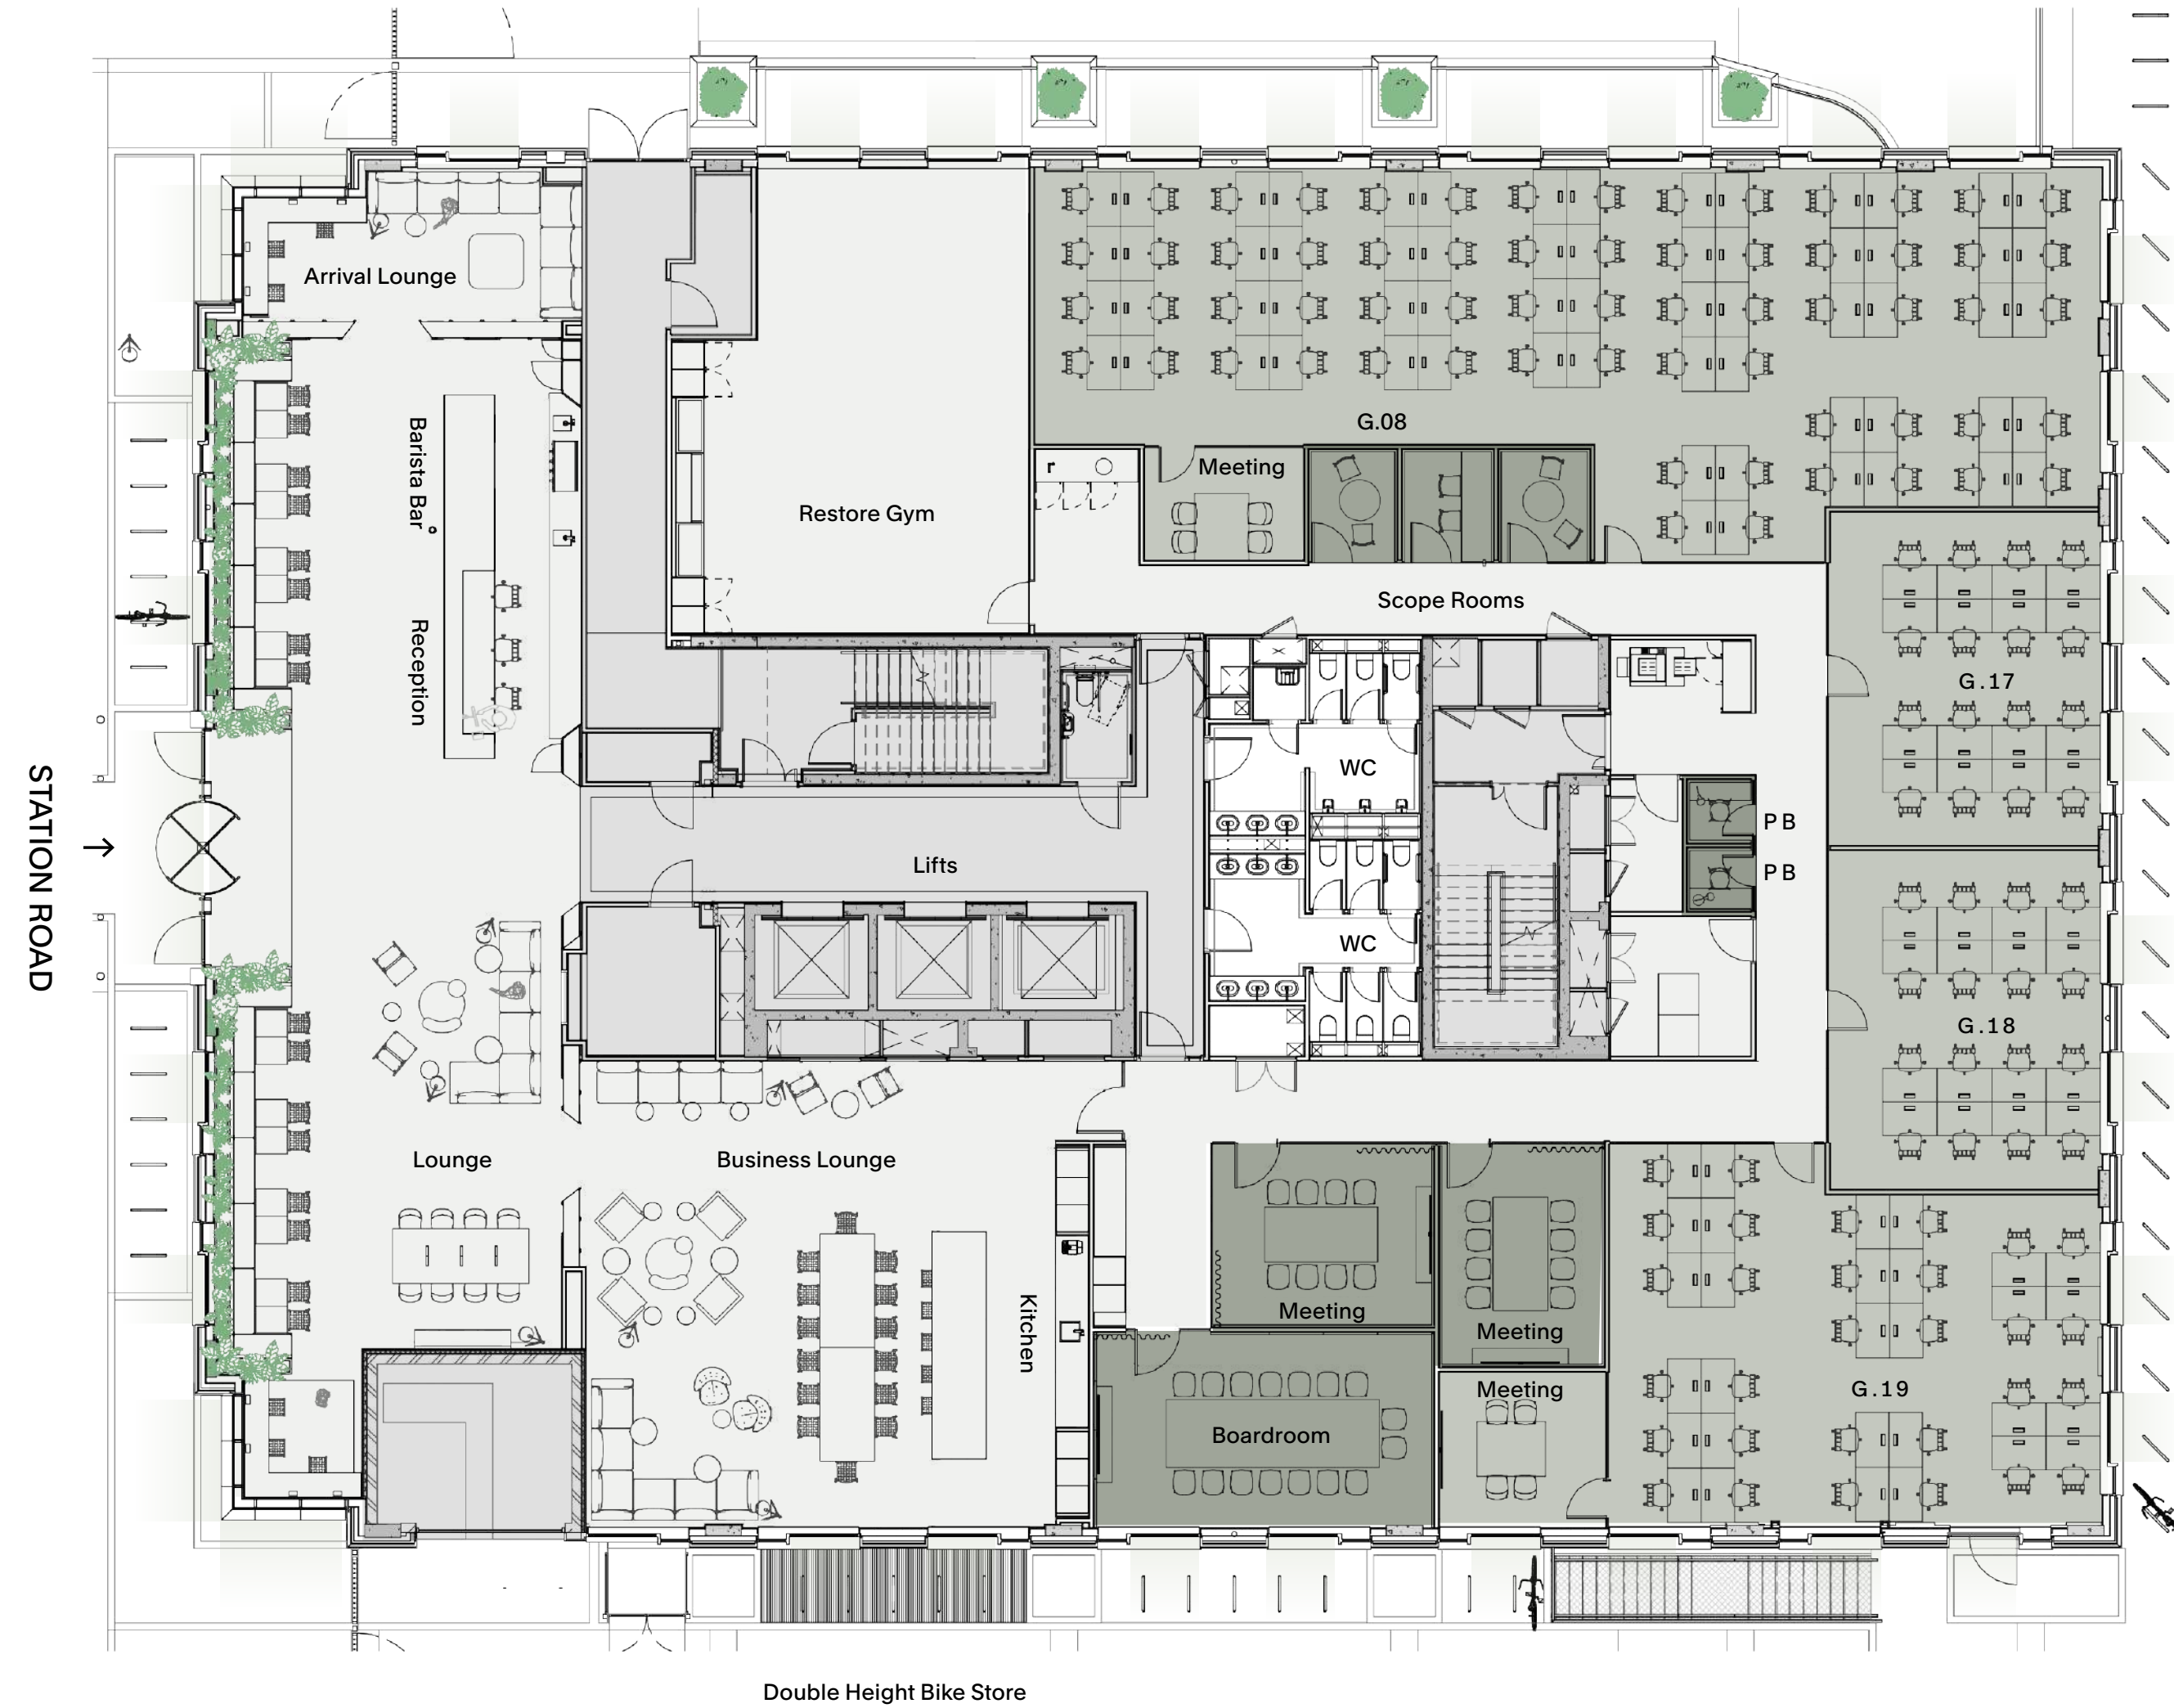 Arrival Lounge
Barista Bar
G.08
Meeting
Restore Gym
Scope Rooms
Reception
G.17
STATION ROAD
→
WC
PB
Lifts
PB
WC
G.18
Lounge
Business Lounge
Kitchen
Meeting
Meeting
Meeting
G.19
Boardroom
Double Height Bike Store